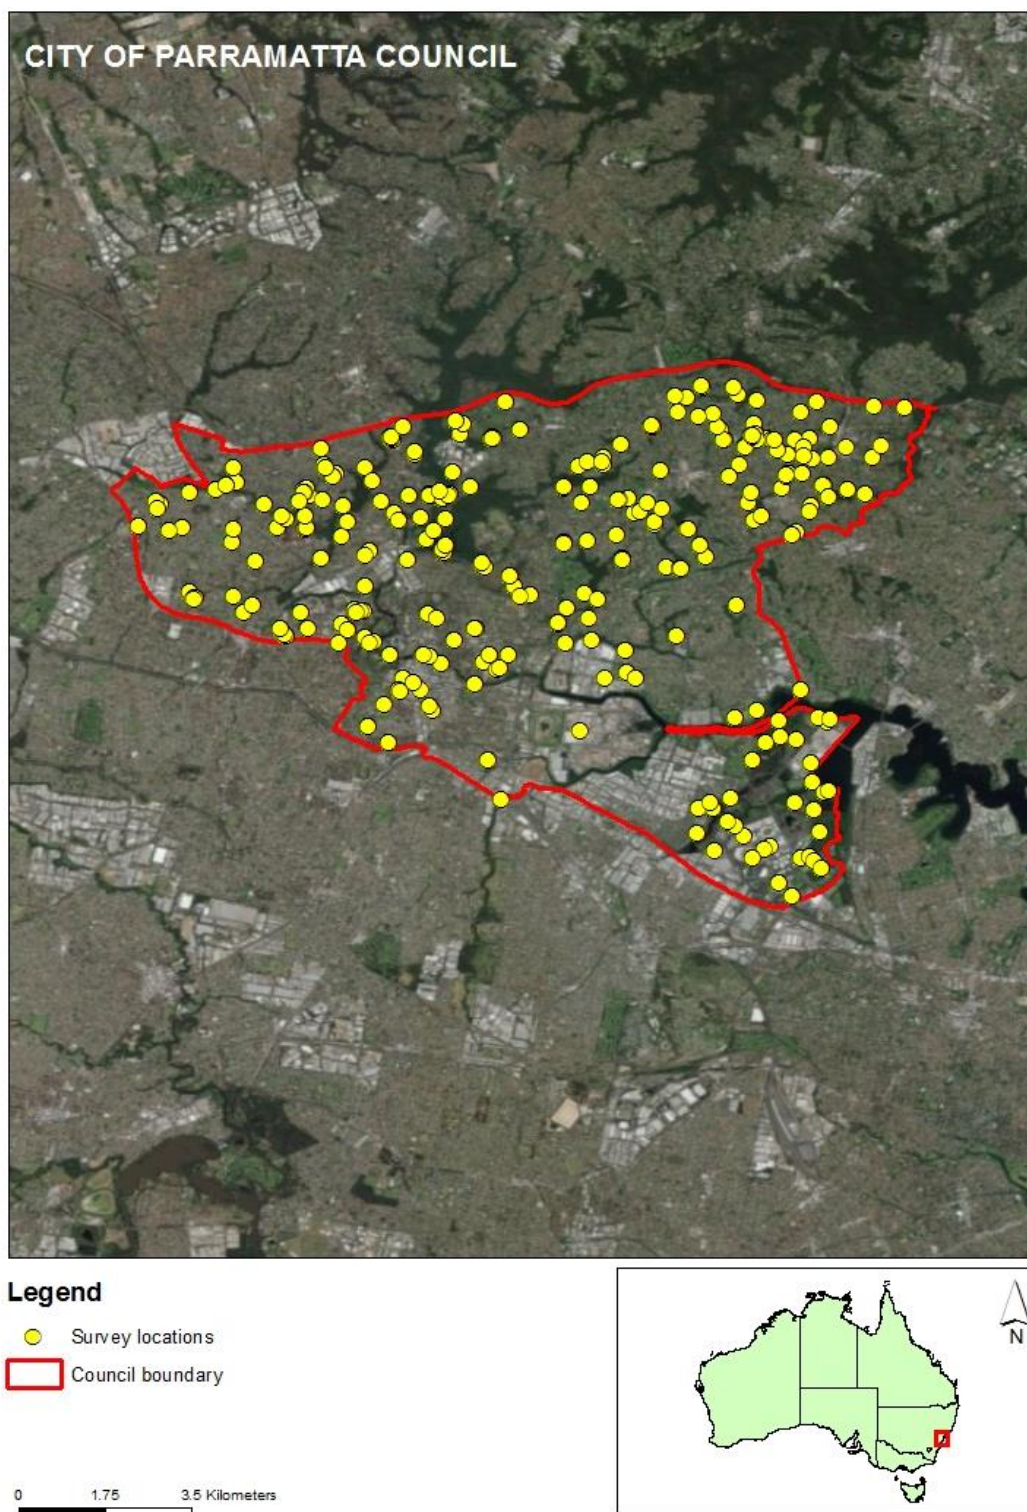 CITY OF PARRAMATTA COUNCIL
Legend
Survey locations
Council boundary
0 1.75 3.5 Kilometers
N